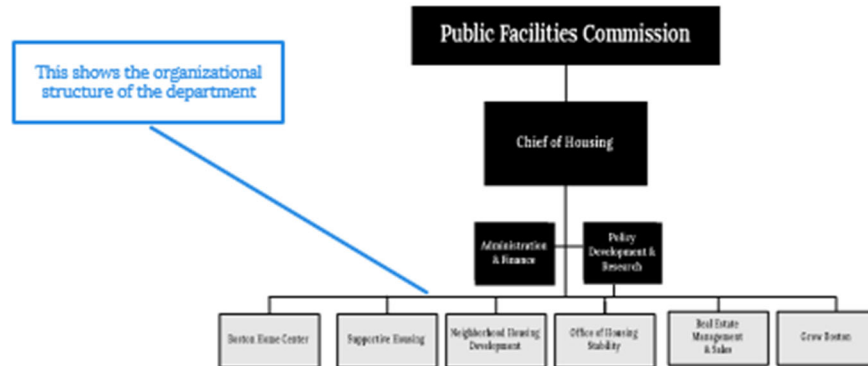 Public Facilities Commission
This shows the organizational
structure of the department
Chief of Housing
Administration
& Finance
Policy
Development &
Research
Boston Home Center
Supportive Housing
Neighborhood Housing
Development
Office of Housing
Stability
Real Estate
Management
& Sales
Grow Boston